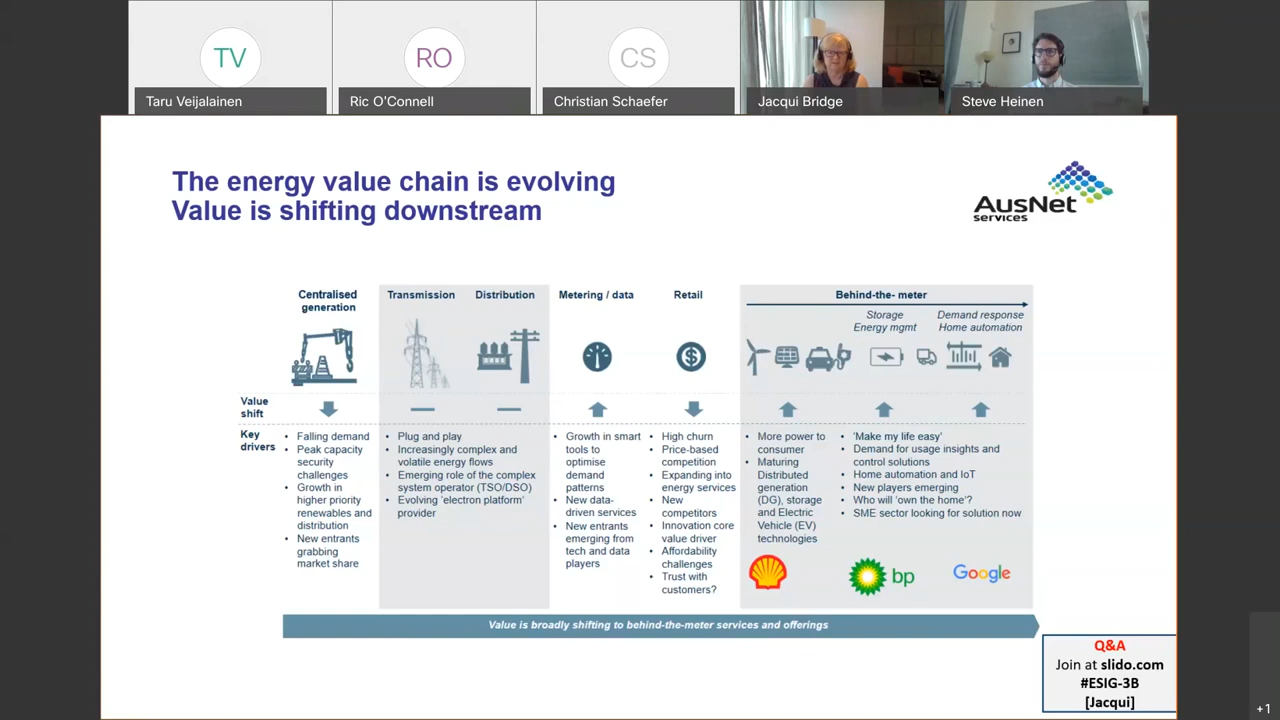 TV
RO
CS
Taru Veijalainen
Ric O'Connell
Christian Schaefer
Jacqui Bridge
Steve Heinen
The energy value chain is evolving
Value is shifting downstream
AusNet
services
Centralised
generation
Transmission
Distribution
Metering / data
Retail
Behind-the- meter
Storage
Energy mgmt
Demand response
Home automation
Value
shift
Key
drivers
• Falling demand
• Peak capacity
security
challenges
• Growth in
higher priority
renewables and
distribution
• New entrants
grabbing
market share
• Plug and play
• Increasingly complex and
volatile energy flows
• Emerging role of the complex
system operator (TSO/DSO)
• Evolving 'electron platform'
provider
• Growth in smart
tools to
optimise
demand
patterns
• New data-
driven services
• New entrants
emerging from
tech and data
players
• High churn
• Price-based
competition
• Expanding into
energy services
• New
competitors
• Innovation core
value driver
• Affordability
challenges
• Trust with
customers?
• More power to
consumer
• Maturing
Distributed
generation
(DG), storage
and Electric
Vehicle (EV)
technologies
• 'Make my life easy'
• Demand for usage insights and
control solutions
• Home automation and IoT
• New players emerging
• Who will 'own the home'?
• SME sector looking for solution now
bp
Google
Value is broadly shifting to behind-the-meter services and offerings
Q&A
Join at slido.com
#ESIG-3B
[Jacqui]
+1